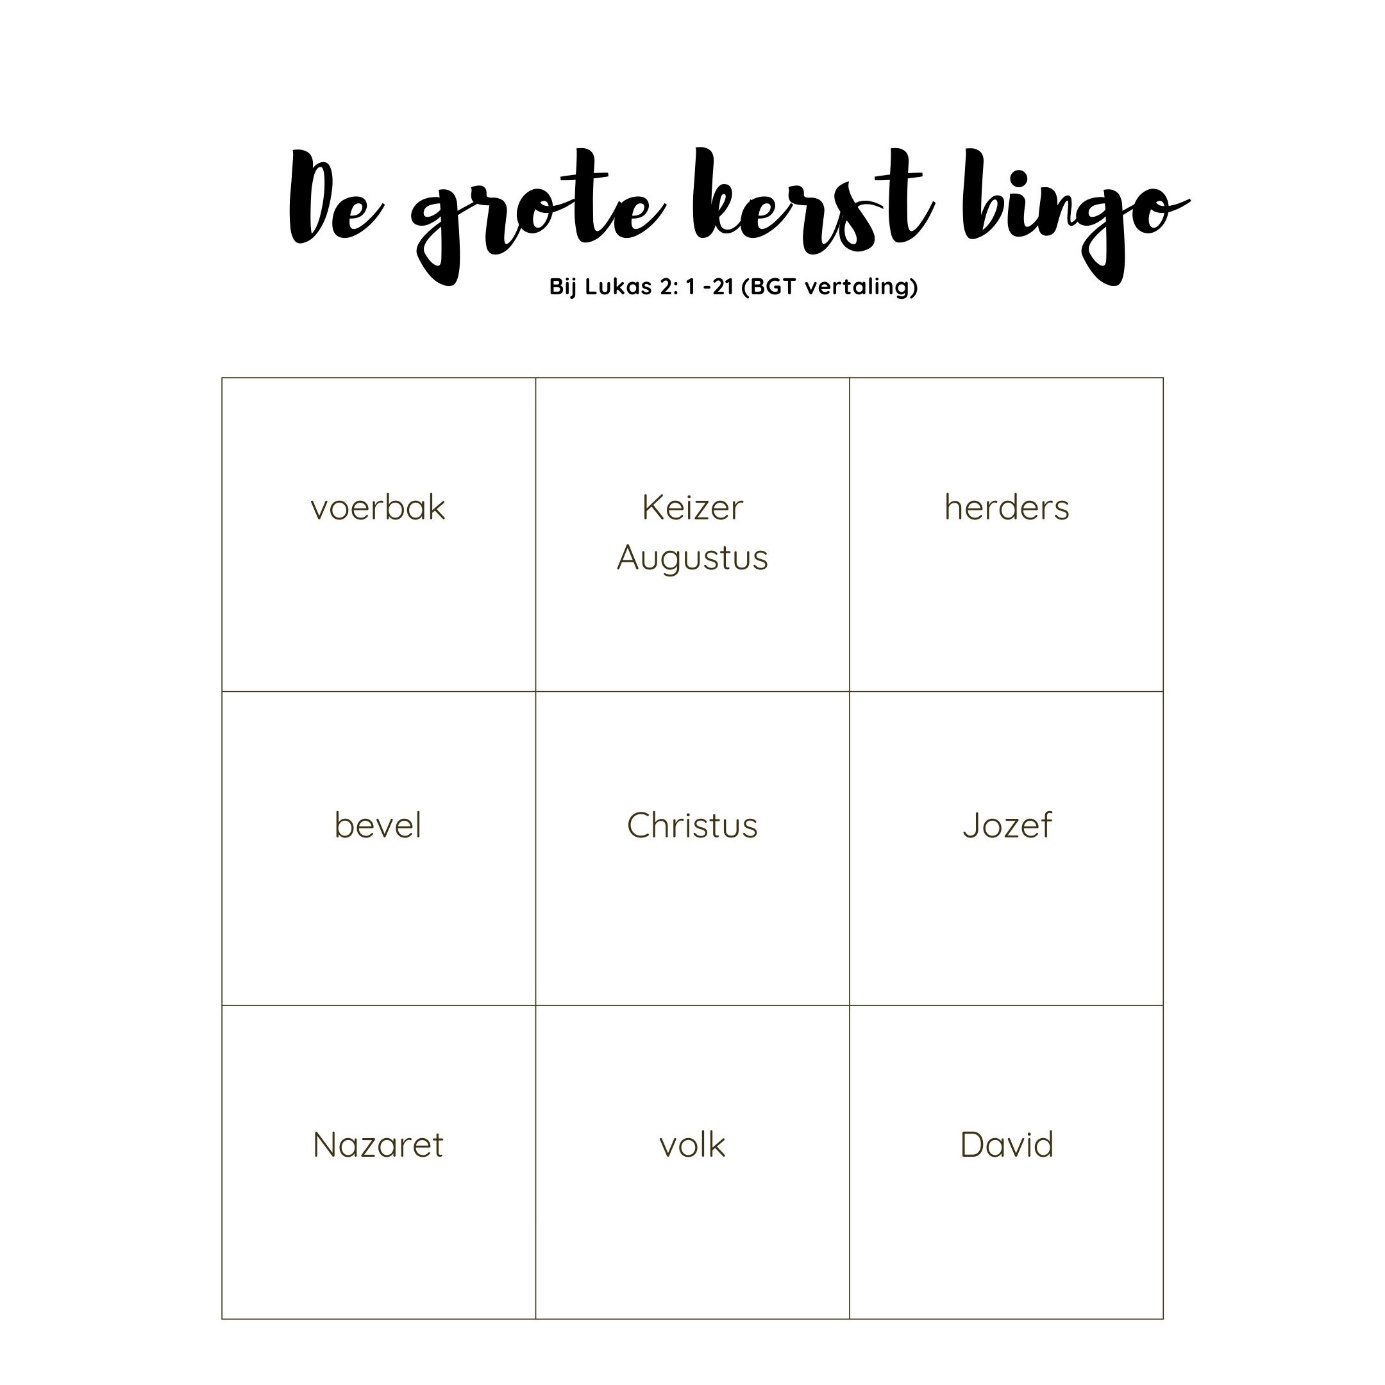 De grote kerst bingo
Bij Lukas 2: 1 -21 (BGT vertaling)
voerbak
Keizer
Augustus
herders
bevel
Christus
Jozef
Nazaret
volk
David